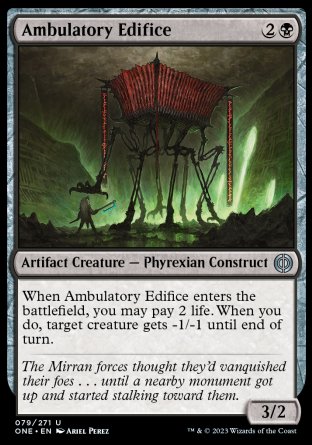 Ambulatory Edifice 2
Artifact Creature — Phyrexian Construct
When Ambulatory Edifice enters the
battlefield, you may pay 2 life. When you
do, target creature gets -1/-1 until end of
turn.
The Mirran forces thought they'd vanquished
their foes . . . until a nearby monument got
up and started stalking toward them.
3/2
079/271 U
ONE • EN Ariel Perez ™ & © 2023 Wizards of the Coast